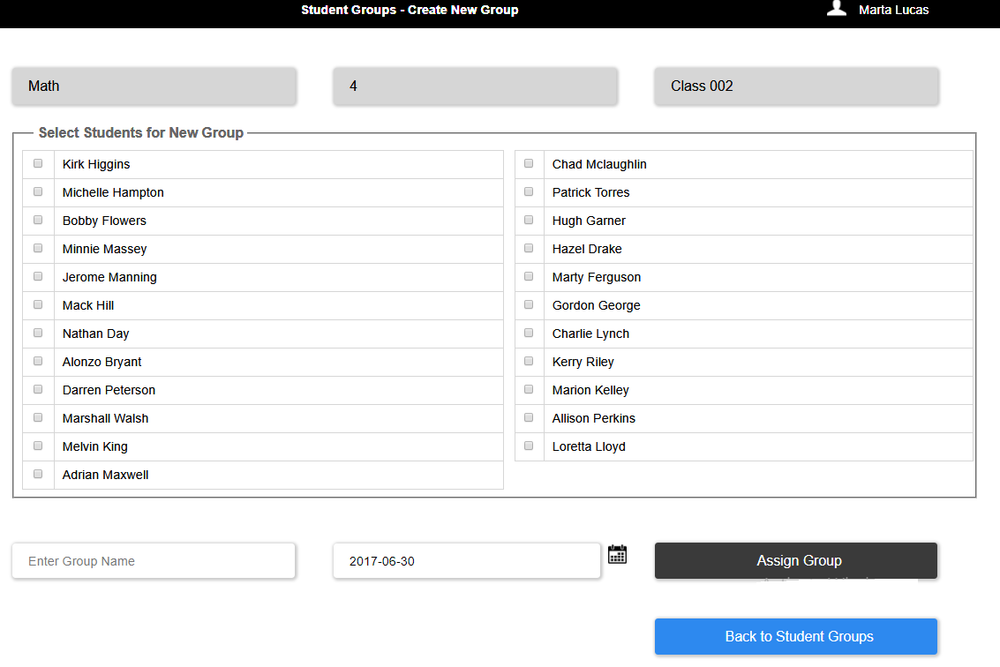 Student Groups - Create New Group
Marta Lucas
Math
4
Class 002
Select Students for New Group
Kirk Higgins
Michelle Hampton
Bobby Flowers
Minnie Massey
Jerome Manning
Mack Hill
Nathan Day
Alonzo Bryant
Darren Peterson
Marshall Walsh
Melvin King
Adrian Maxwell
Chad Mclaughlin
Patrick Torres
Hugh Garner
Hazel Drake
Marty Ferguson
Gordon George
Charlie Lynch
Kerry Riley
Marion Kelley
Allison Perkins
Loretta Lloyd
Enter Group Name
2017-06-30
Assign Group
Back to Student Groups